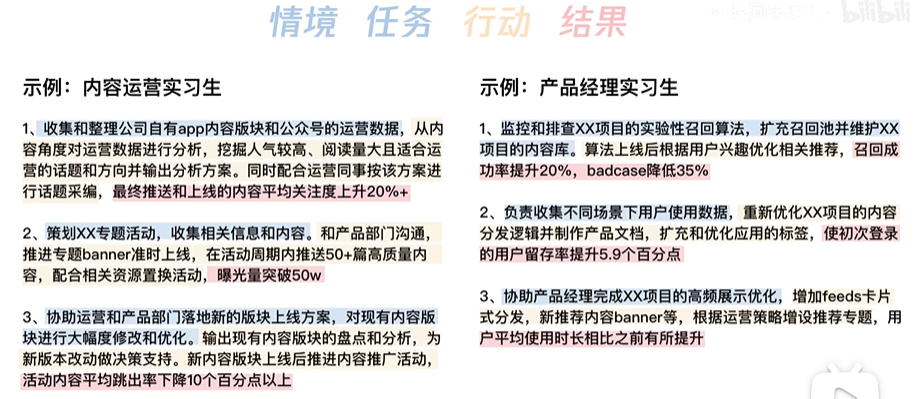 情境 任务 行动 结果
bilibili
示例：内容运营实习生
1、收集和整理公司自有app内容版块和公众号的运营数据，从内
容角度对运营数据进行分析，挖掘人气较高、阅读量大且适合运
营的话题和方向并输出分析方案。同时配合运营同事按该方案进
行话题采编，最终推送和上线的内容平均关注度上升20%+
2、策划XX专题活动，收集相关信息和内容。和产品部门沟通，
推进专题banner准时上线，在活动周期内推送50+篇高质量内
容，配合相关资源置换活动，曝光量突破50w
3、协助运营和产品部门落地新的版块上线方案，对现有内容版
块进行大幅度修改和优化。输出现有内容版块的盘点和分析，为
新版本改动做决策支持。新内容版块上线后推进内容推广活动，
活动内容平均跳出率下降10个百分点以上
示例：产品经理实习生
1、监控和排查XX项目的实验性召回算法，扩充召回池并维护XX
项目的内容库。算法上线后根据用户兴趣优化相关推荐，召回成
功率提升20%，badcase降低35%
2、负责收集不同场景下用户使用数据，重新优化XX项目的内容
分发逻辑并制作产品文档，扩充和优化应用的标签，使初次登录
的用户留存率提升5.9个百分点
3、协助产品经理完成XX项目的高频展示优化，增加feeds卡片
式分发，新推荐内容banner等，根据运营策略增设推荐专题，用
户平均使用时长相比之前有所提升